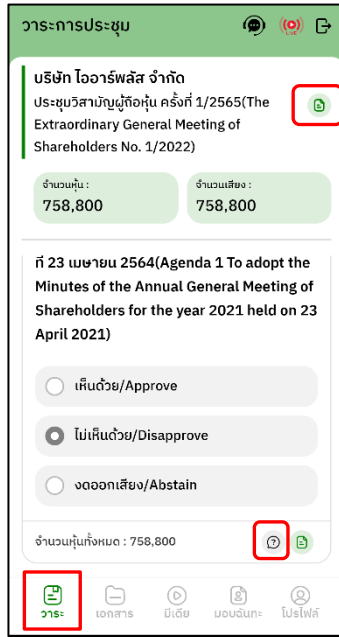 วาระการประชุม
LIVE
บริษัท ไออาร์พลัส จำกัด
ประชุมวิสามัญผู้ถือหุ้น ครั้งที่ 1/2565(The
Extraordinary General Meeting of
Shareholders No. 1/2022)
จำนวนหุ้น :
758,800
จำนวนเสียง :
758,800
ที่ 23 เมษายน 2564(Agenda 1 To adopt the
Minutes of the Annual General Meeting of
Shareholders for the year 2021 held on 23
April 2021)
เห็นด้วย/Approve
ไม่เห็นด้วย/Disapprove
งดออกเสียง/Abstain
จำนวนหุ้นทั้งหมด : 758,800
วาระ
เอกสาร
มีเดีย
มอบฉันทะ
โปรไฟล์